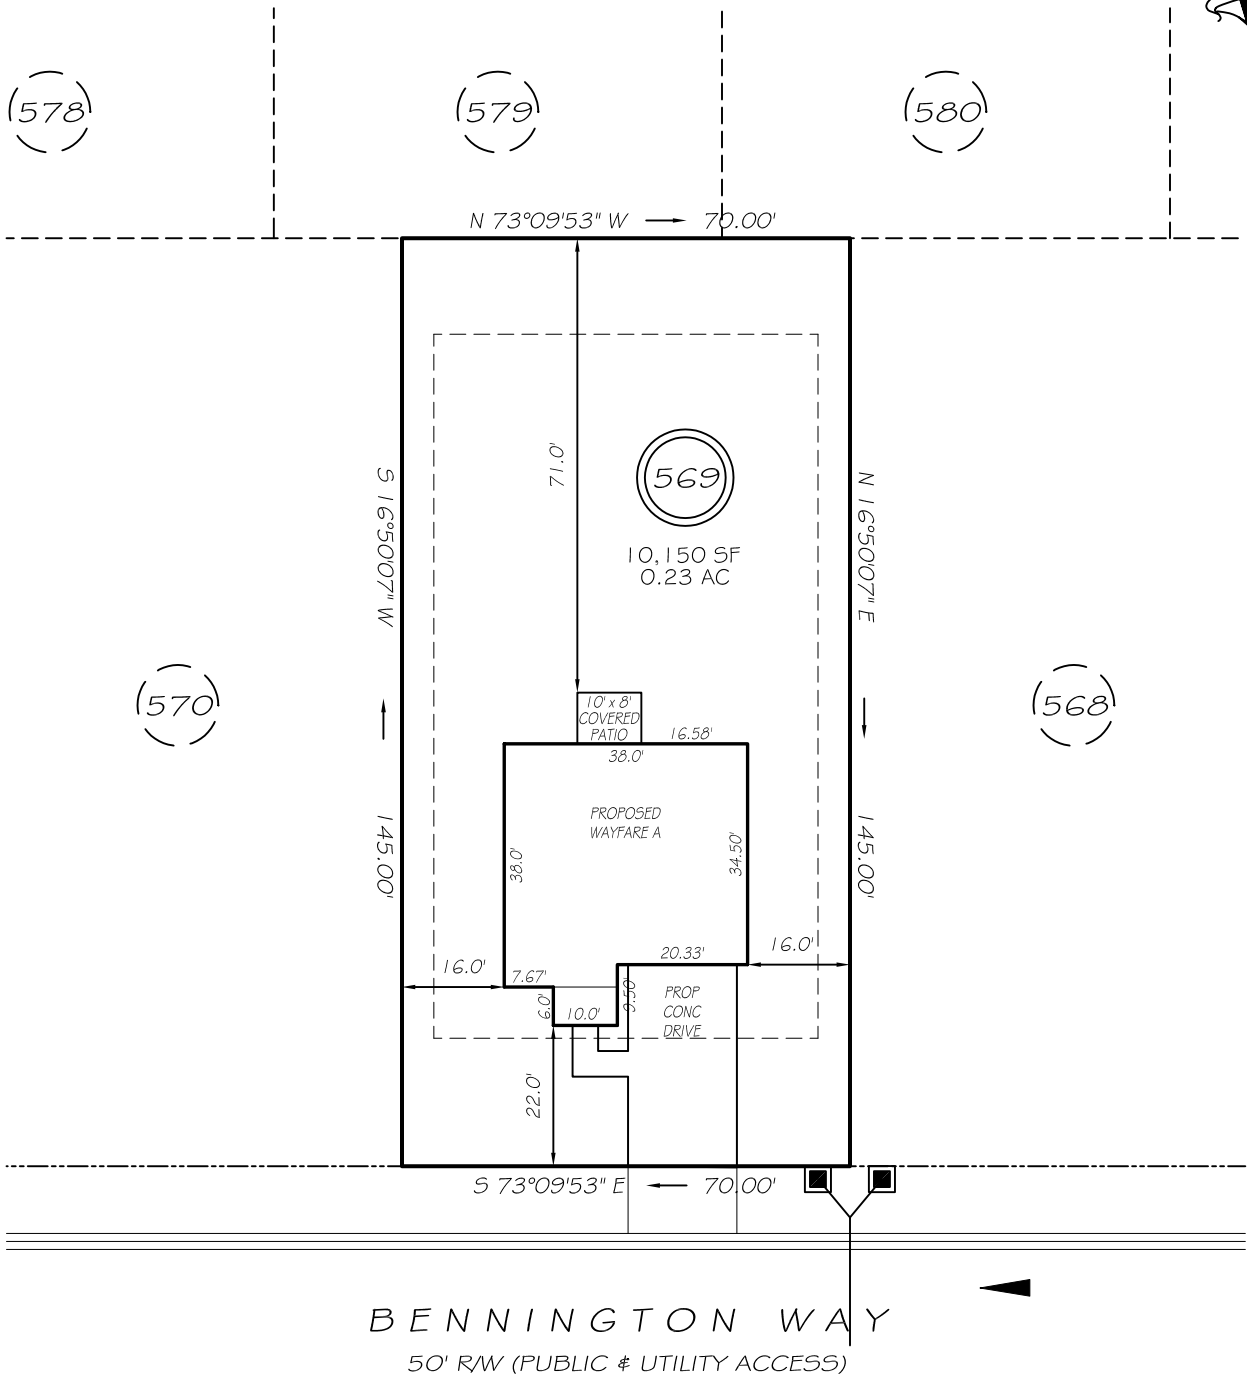 578
579
580
N 73°09'53" W 70.00'
71.0'
569
10,150 SF
0.23 AC
S 16°50'07" W
145.00'
N 16°50'07" E
145.00'
570
568
10' x 8'
COVERED
PATIO
16.58'
38.0'
PROPOSED
WAYFARE A
38.0'
34.50'
20.33'
16.0'
16.0'
7.67'
6.0'
10.0'
9.50'
PROP
CONC
DRIVE
22.0'
S 73°09'53" E 70.00'
BENNINGTON WAY
50' R/W (PUBLIC & UTILITY ACCESS)